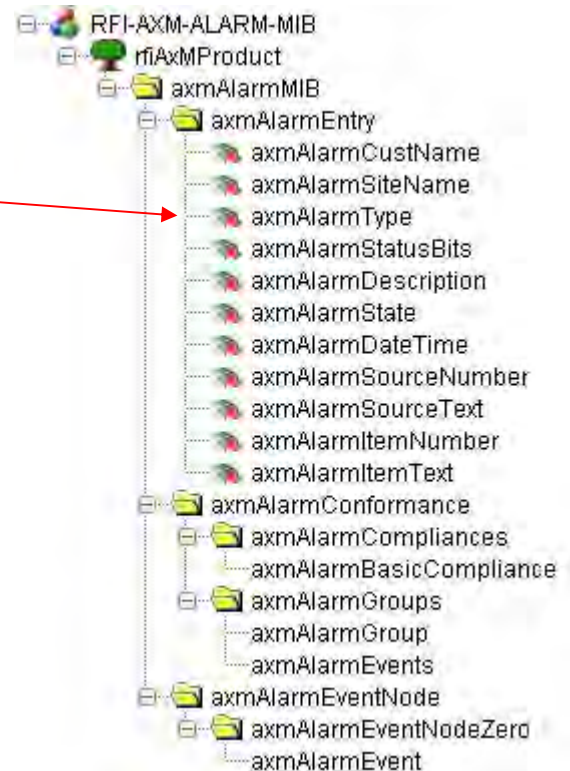 RFI-AXM-ALARM-MIB
rfiAxMProduct
axmAlarmMIB
axmAlarmEntry
axmAlarmCustName
axmAlarmSiteName
axmAlarmType
axmAlarmStatusBits
axmAlarmDescription
axmAlarmState
axmAlarmDateTime
axmAlarmSourceNumber
axmAlarmSourceText
axmAlarmItemNumber
axmAlarmItemText
axmAlarmConformance
axmAlarmCompliances
axmAlarmBasicCompliance
axmAlarmGroups
axmAlarmGroup
axmAlarmEvents
axmAlarmEventNode
axmAlarmEventNodeZero
axmAlarmEvent